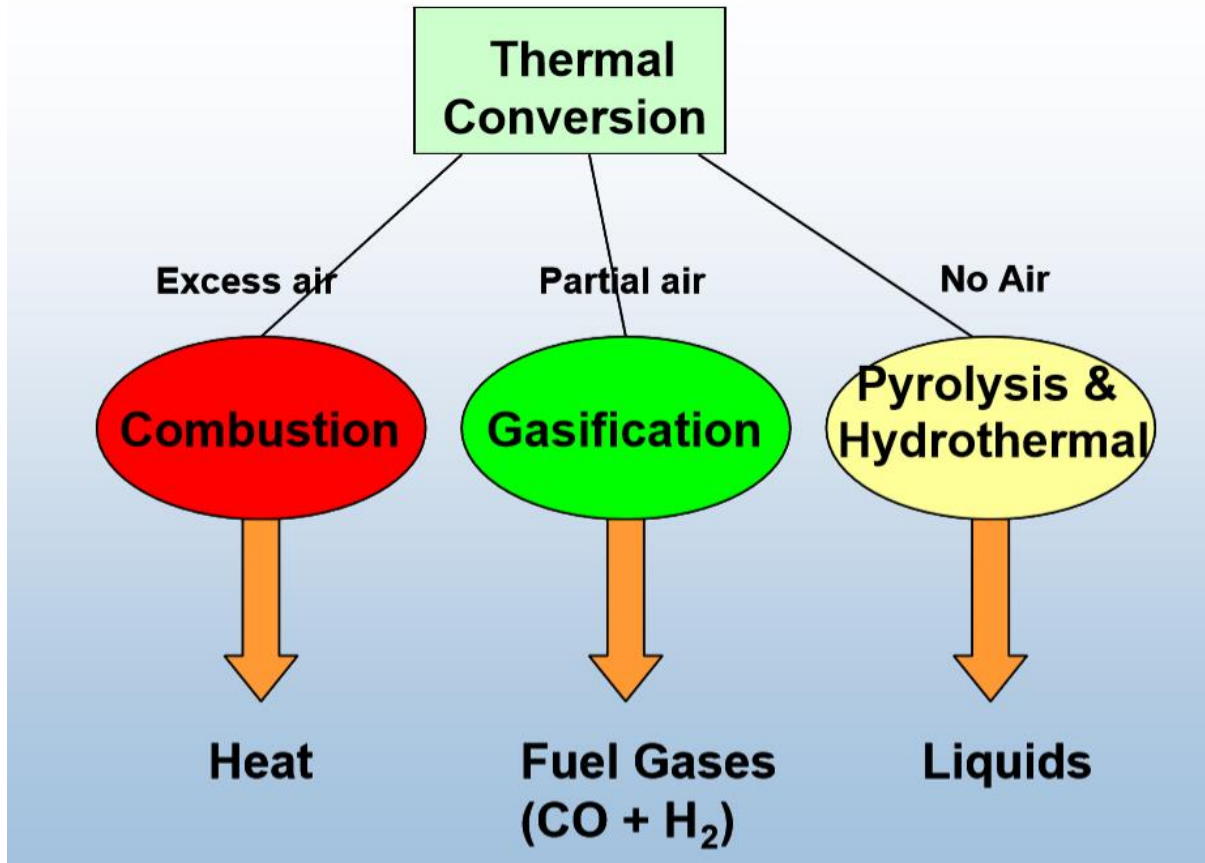 Thermal
Conversion
Excess air
Partial air
No Air
Combustion
Gasification
Pyrolysis &
Hydrothermal
Heat
Fuel Gases
(CO + H₂)
Liquids